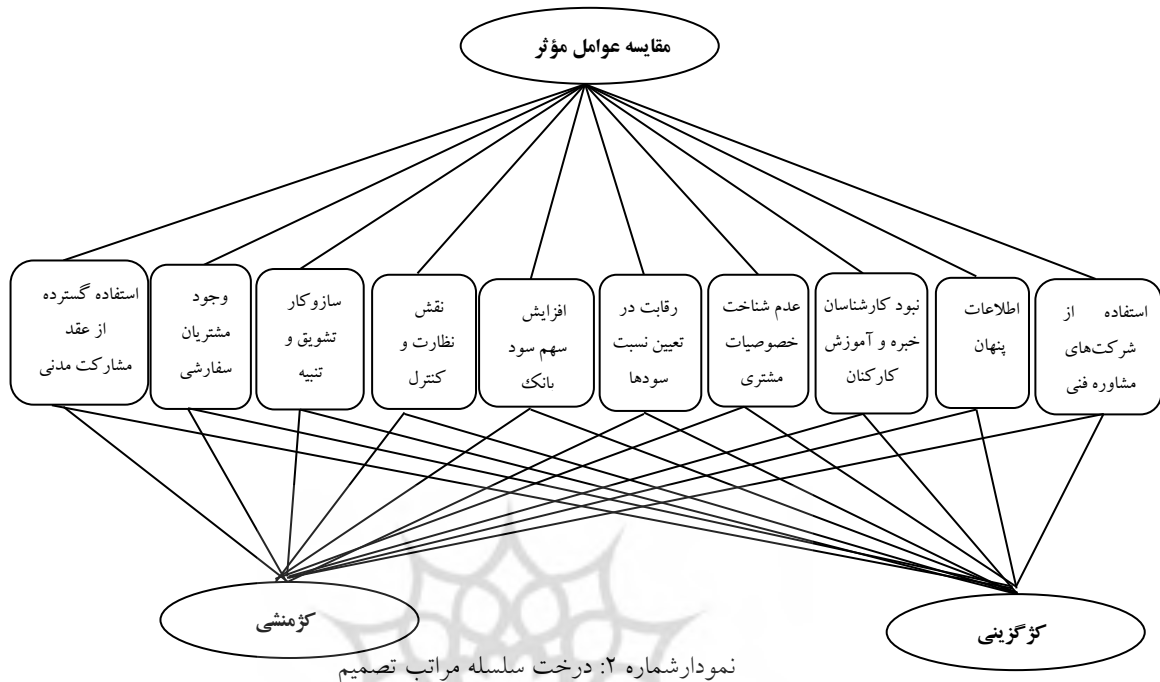 مقایسه عوامل مؤثر
استفاده از
شرکت‌های
مشاوره فنی
اطلاعات
پنهان
نبود کارشناسان
خبره و آموزش
کارکنان
عدم شناخت
خصوصیات
مشتری
رقابت در
تعیین نسبت
سودها
افزایش
سهم سود
بانک
نقش
نظارت و
کنترل
سازوکار
تشویق و
تنبیه
وجود
مشتریان
سفارشی
استفاده گسترده
از عقد
مشارکت مدنی
کژگزینی
کژمنشی
نمودارشماره ۲: درخت سلسله مراتب تصمیم